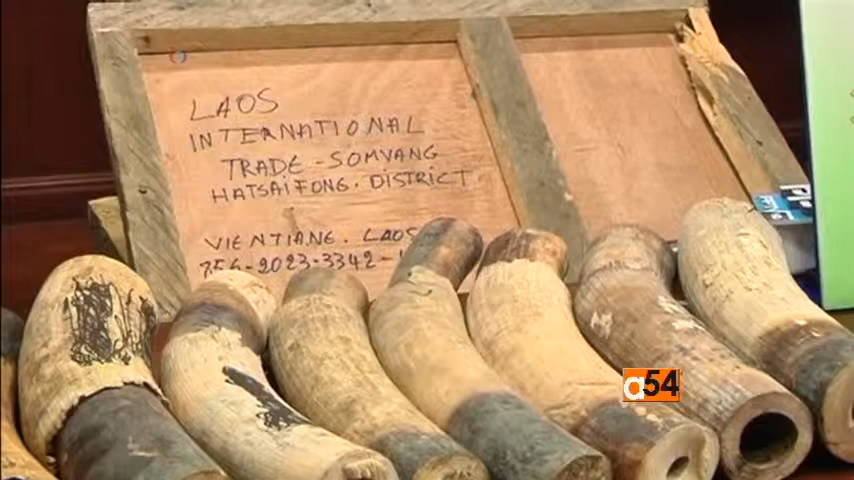 LAOS
INTERNATIONAL
TRADE-SOMVANG
HATSAIFONG. DISTRICT
VIENTIANE. LAOS
a54